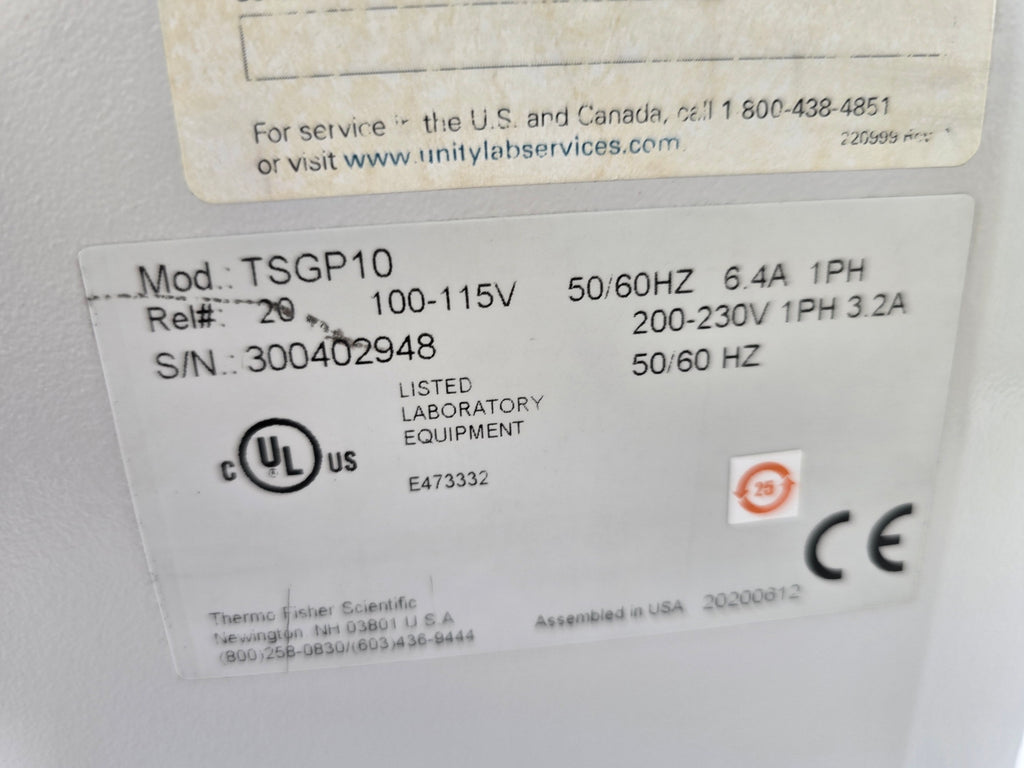 For service in the U.S. and Canada, call 1 800-438-4851
or visit www.unitylabservices.com.
220999 Rev
Mod.: TSGP10
Rel#: 20 100-115V 50/60HZ 6.4A 1PH
200-230V 1PH 3.2A
S/N.: 300402948
50/60 HZ
LISTED
LABORATORY
EQUIPMENT
E473332
C UL ® US
25
CE
Thermo Fisher Scientific
Newington NH 03801 U S A
(800)258-0830/(603)436-9444
Assembled in USA 20200612